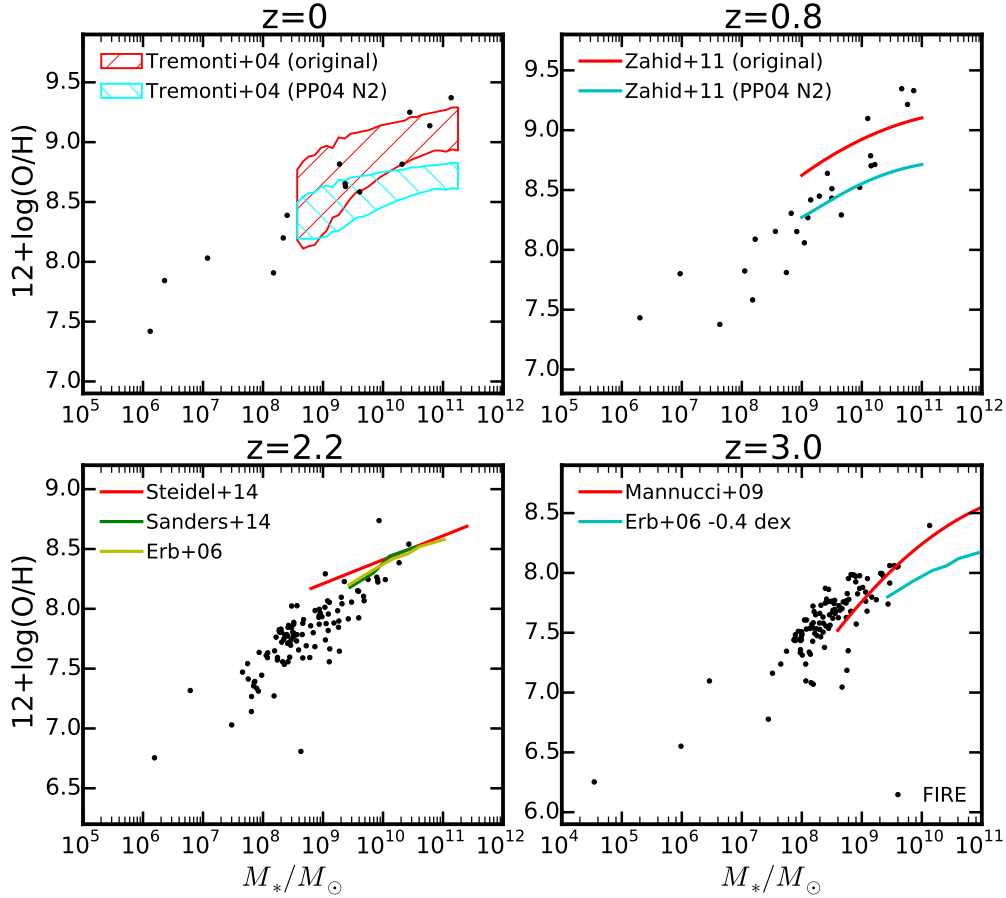 z=0
z=0.8
Tremonti+04 (original)
Tremonti+04 (PP04 N2)
Zahid+11 (original)
Zahid+11 (PP04 N2)
12+log(O/H)
9.5
9.0
8.5
8.0
7.5
7.0
10^5 10^6 10^7 10^8 10^9 10^10 10^11 10^12
9.5
9.0
8.5
8.0
7.5
7.0
10^5 10^6 10^7 10^8 10^9 10^10 10^11 10^12
z=2.2
z=3.0
Steidel+14
Sanders+14
Erb+06
Mannucci+09
Erb+06 -0.4 dex
FIRE
12+log(O/H)
9.0
8.5
8.0
7.5
7.0
6.5
10^5 10^6 10^7 10^8 10^9 10^10 10^11 10^12
M_*/M_⊙
8.5
8.0
7.5
7.0
6.5
6.0
10^4 10^5 10^6 10^7 10^8 10^9 10^10 10^11
M_*/M_⊙